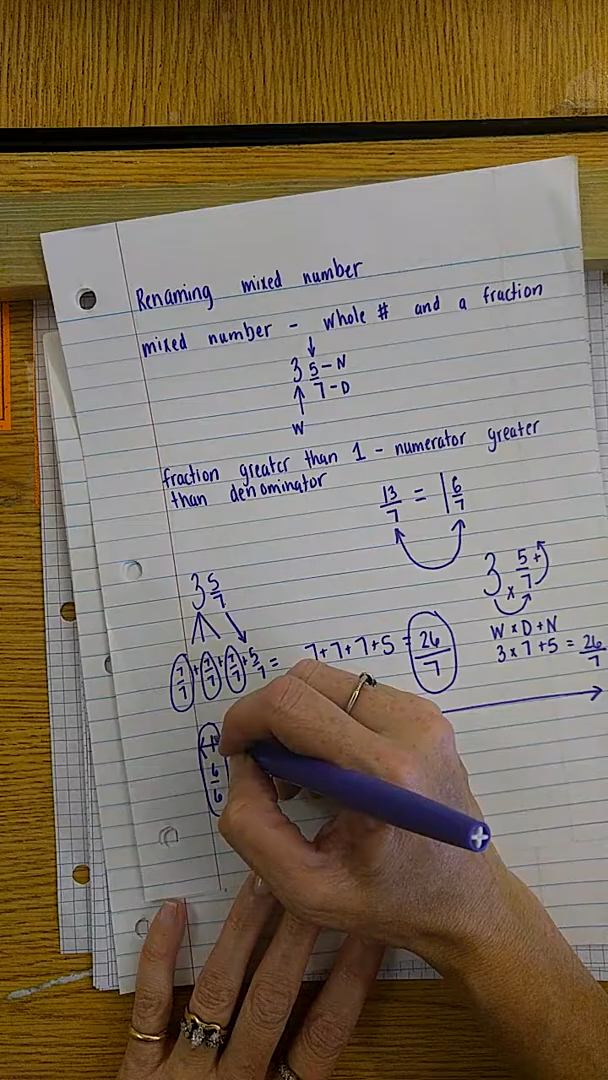 Renaming mixed number
mixed number - whole # and a fraction
3 5/7 - N
- D
W
fraction greater than 1 - numerator greater
than denominator
13/7 = 1 6/7
3 5/7 +
x
3 5/7
W x D + N
3 x 7 + 5 = 26/7
7/7 + 7/7 + 7/7 + 5/7 = 7+7+7+5 = 26/7
6/6